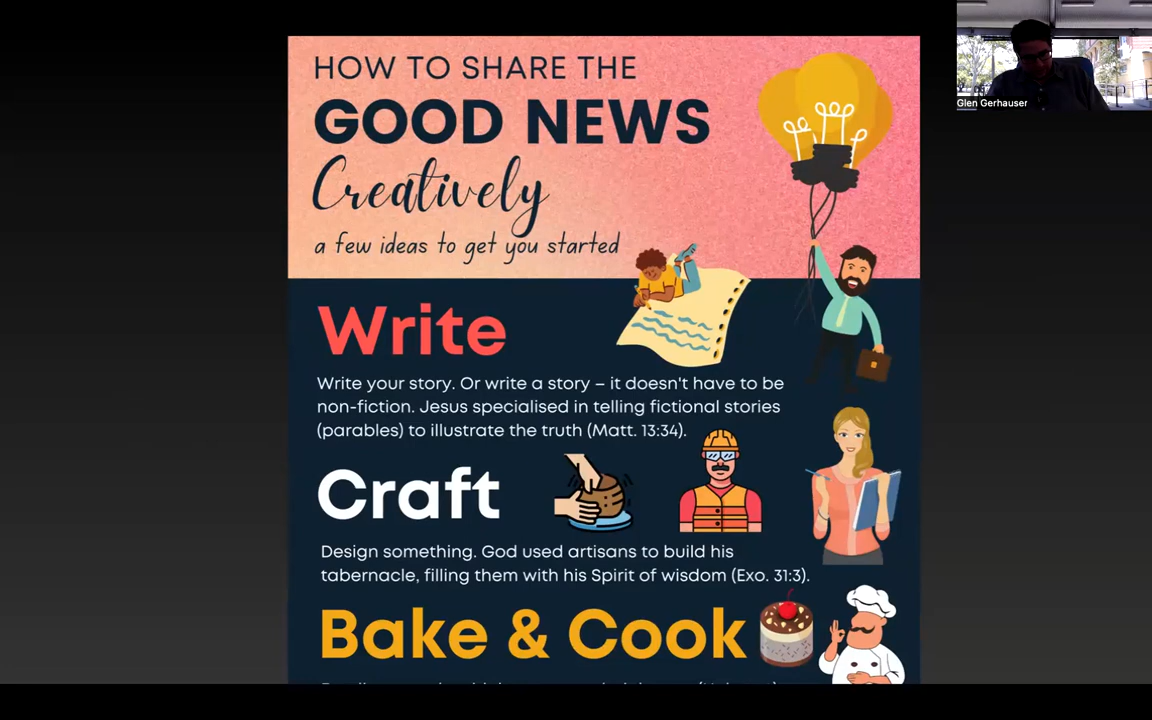 HOW TO SHARE THE
GOOD NEWS
Creatively
a few ideas to get you started
Write
Write your story. Or write a story – it doesn't have to be
non-fiction. Jesus specialised in telling fictional stories
(parables) to illustrate the truth (Matt. 13:34).
Craft
Design something. God used artisans to build his
tabernacle, filling them with his Spirit of wisdom (Exo. 31:3).
Bake & Cook
Glen Gerhauser